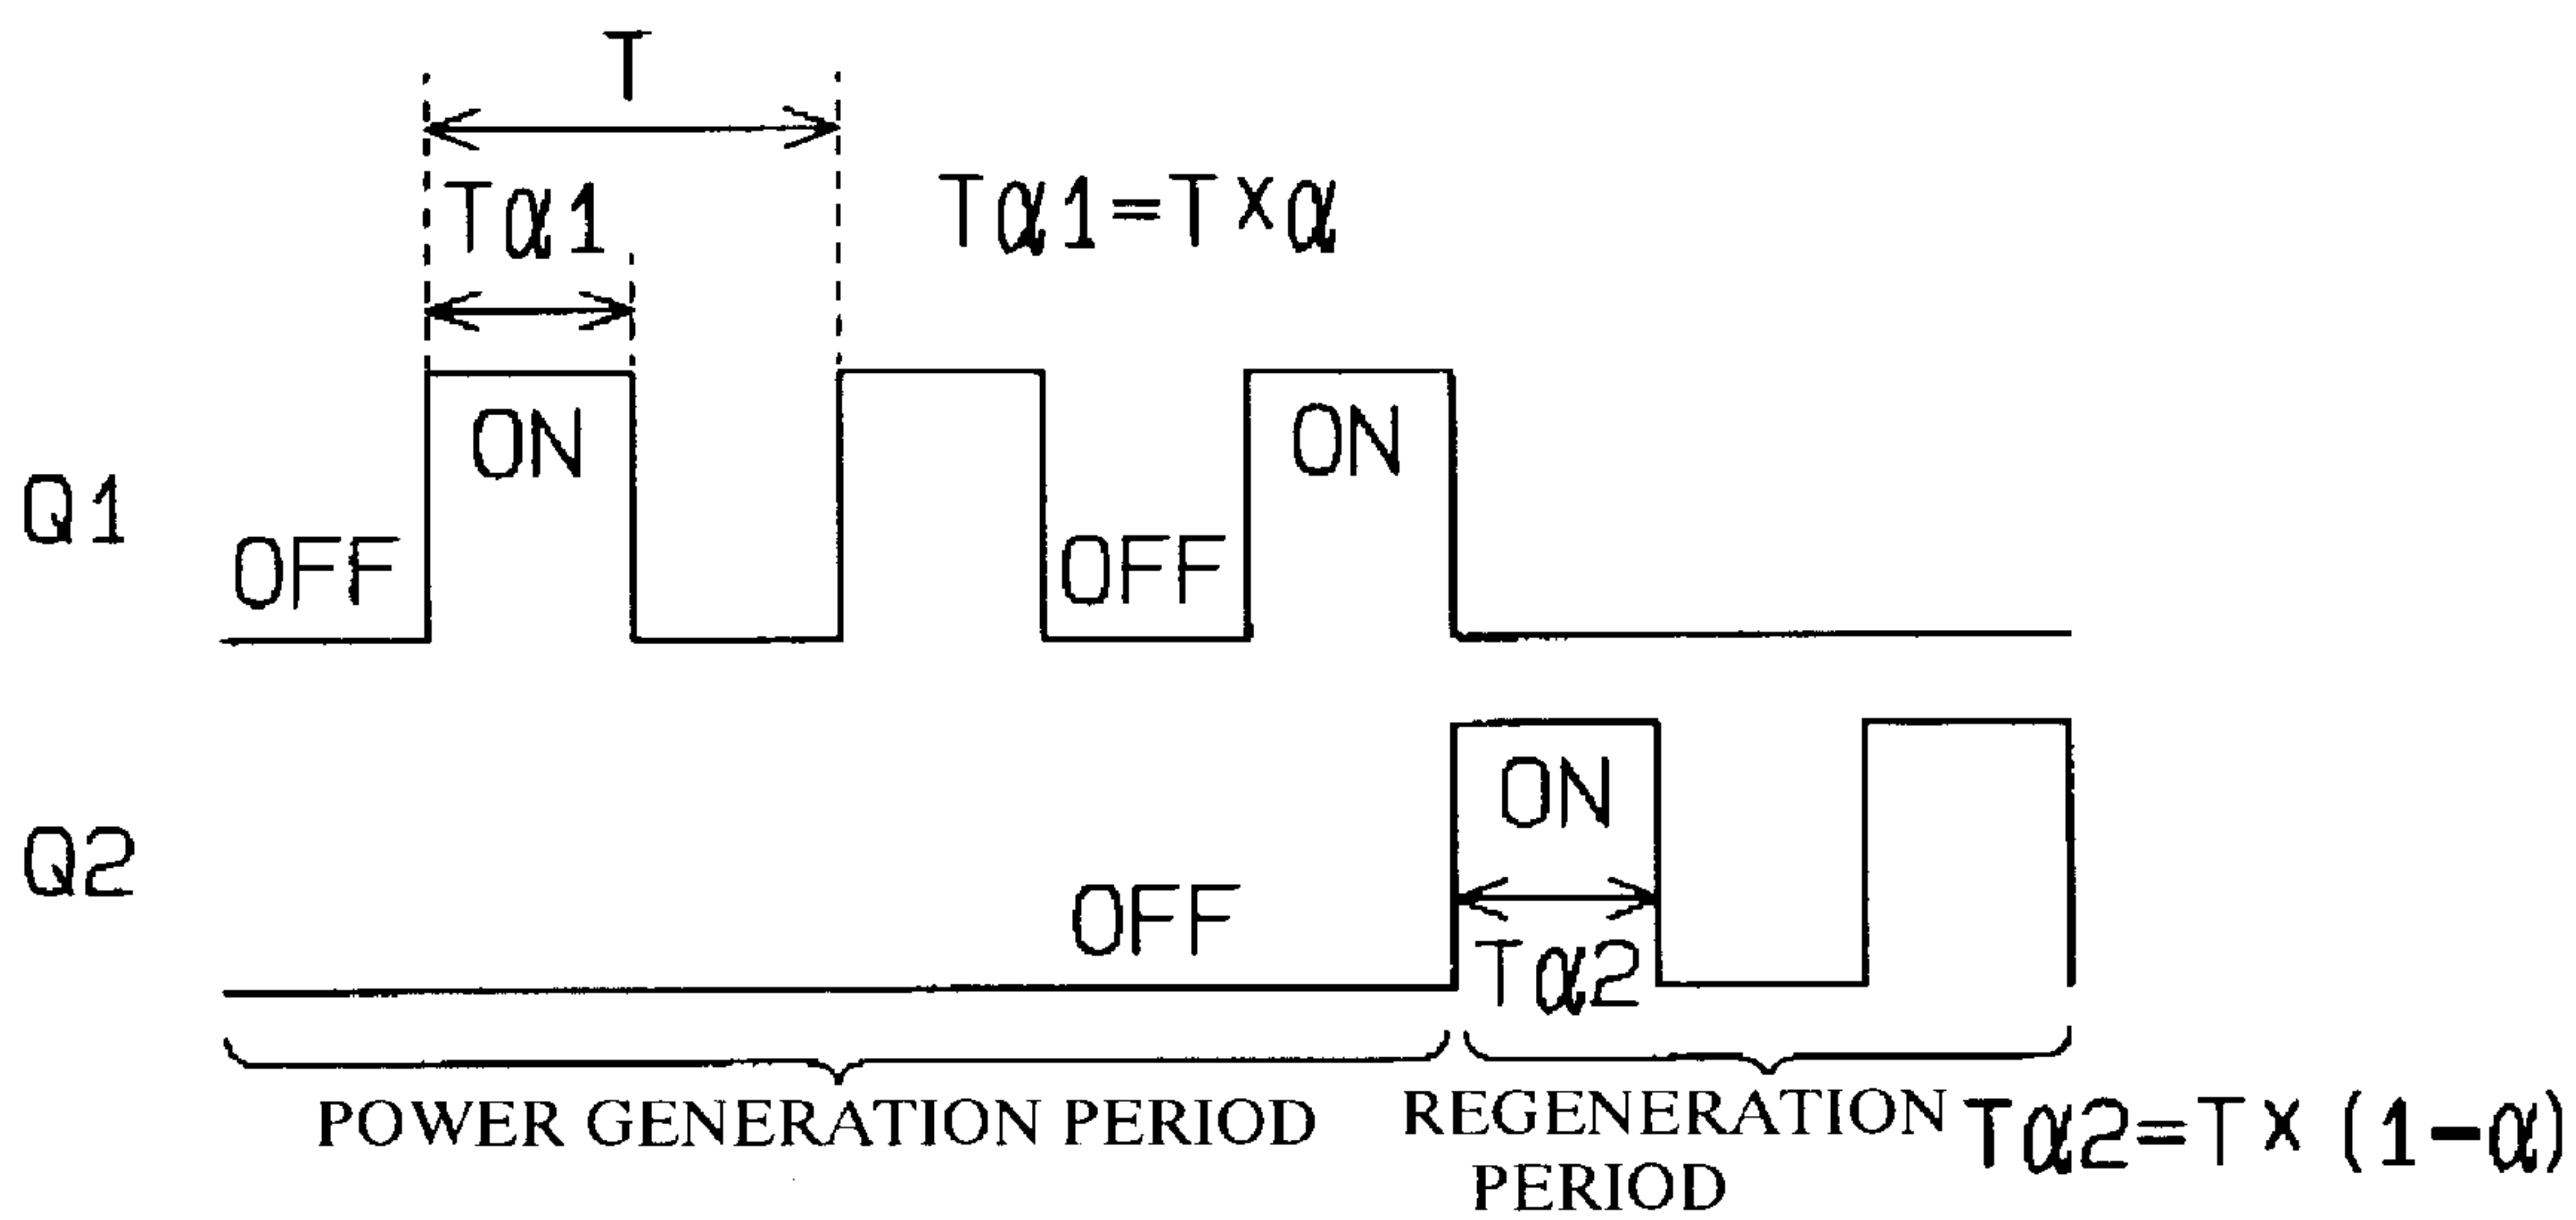 T
Tα1
Tα1=T×α
ON
ON
Q1
OFF
OFF
ON
Q2
OFF
Tα2
POWER GENERATION PERIOD
REGENERATION
PERIOD
Tα2=T×(1-α)